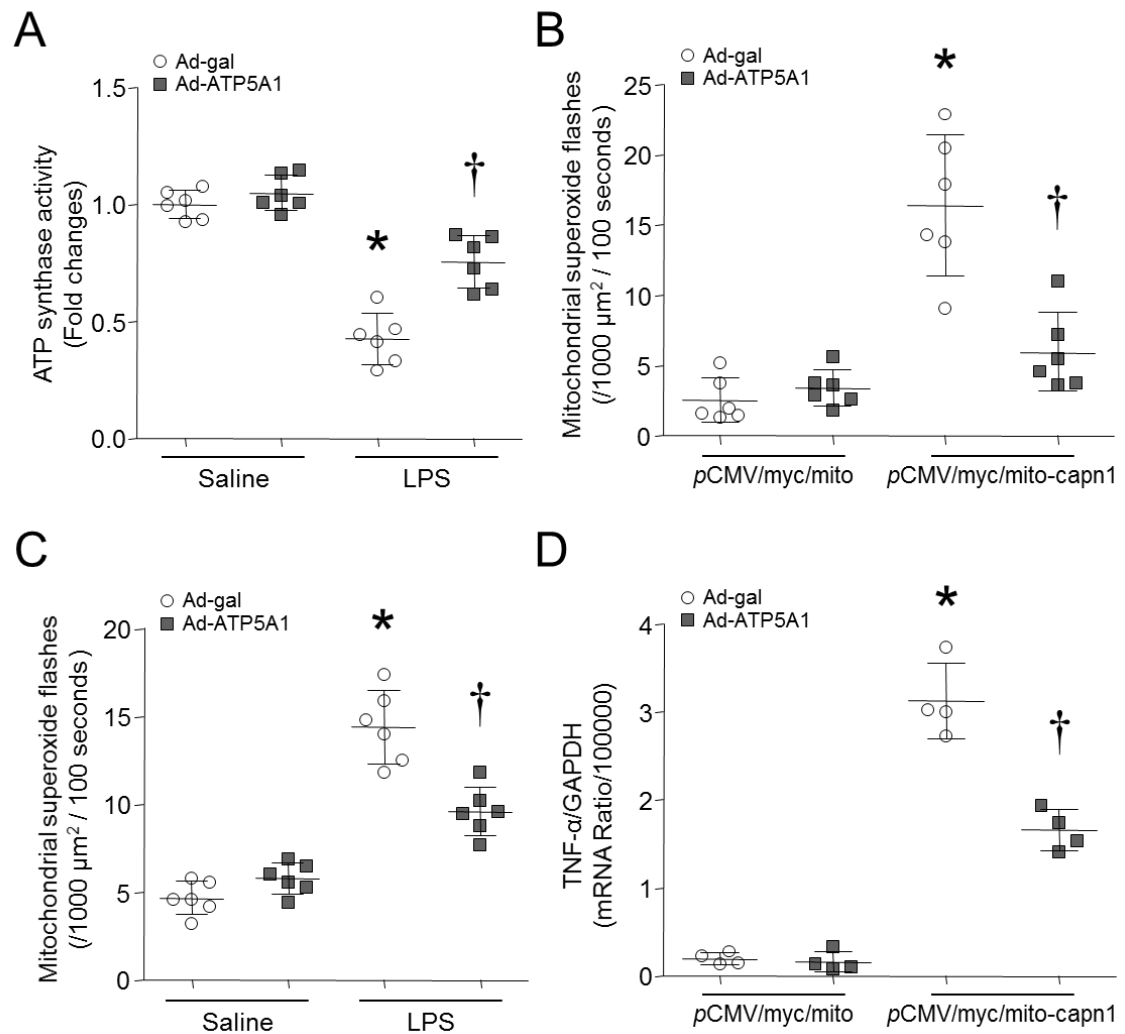 A
Ad-gal
Ad-ATP5A1
ATP synthase activity
(Fold changes)
1.5
1.0
0.5
0.0
*
†
Saline
LPS
B
Ad-gal
Ad-ATP5A1
Mitochondrial superoxide flashes
(/1000 µm² / 100 seconds )
25
20
15
10
5
0
*
†
pCMV/myc/mito
pCMV/myc/mito-capn1
C
Ad-gal
Ad-ATP5A1
Mitochondrial superoxide flashes
(/1000 µm² / 100 seconds )
20
15
10
5
0
*
†
Saline
LPS
D
Ad-gal
Ad-ATP5A1
TNF-α/GAPDH
(mRNA Ratio/100000)
4
3
2
1
0
*
†
pCMV/myc/mito
pCMV/myc/mito-capn1